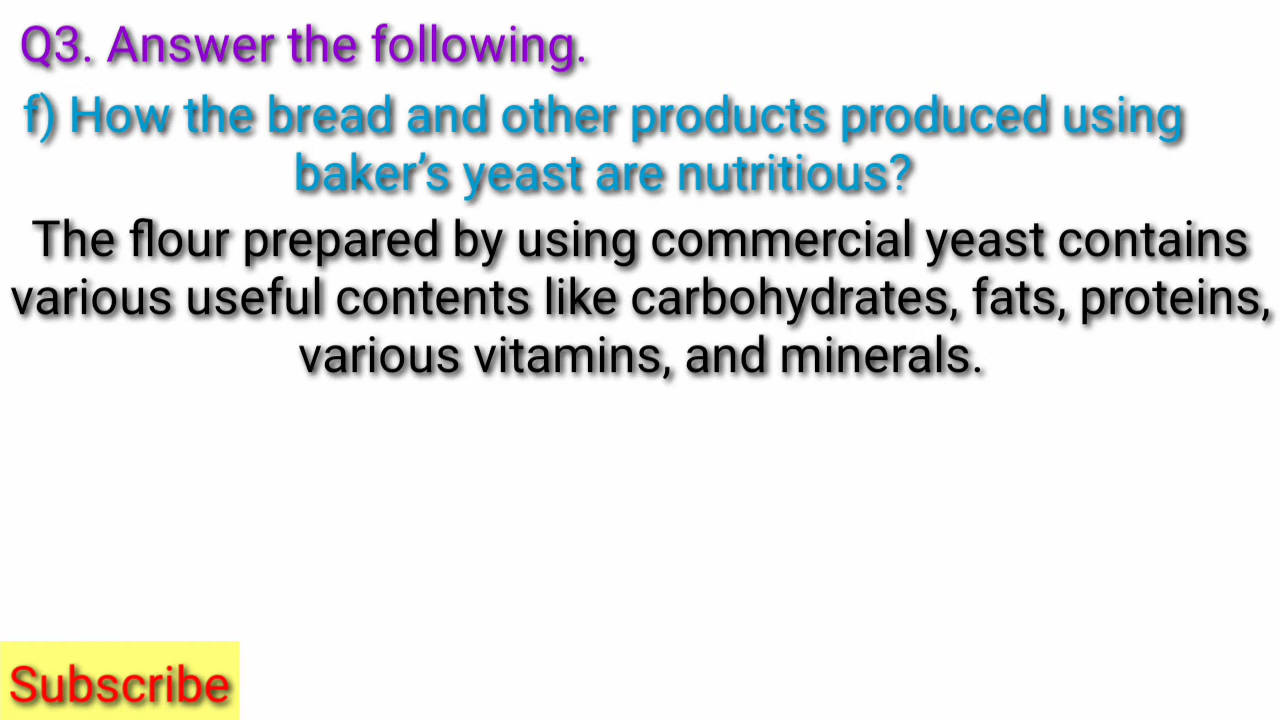 Q3. Answer the following.
f) How the bread and other products produced using
baker’s yeast are nutritious?
The flour prepared by using commercial yeast contains
various useful contents like carbohydrates, fats, proteins,
various vitamins, and minerals.
Subscribe